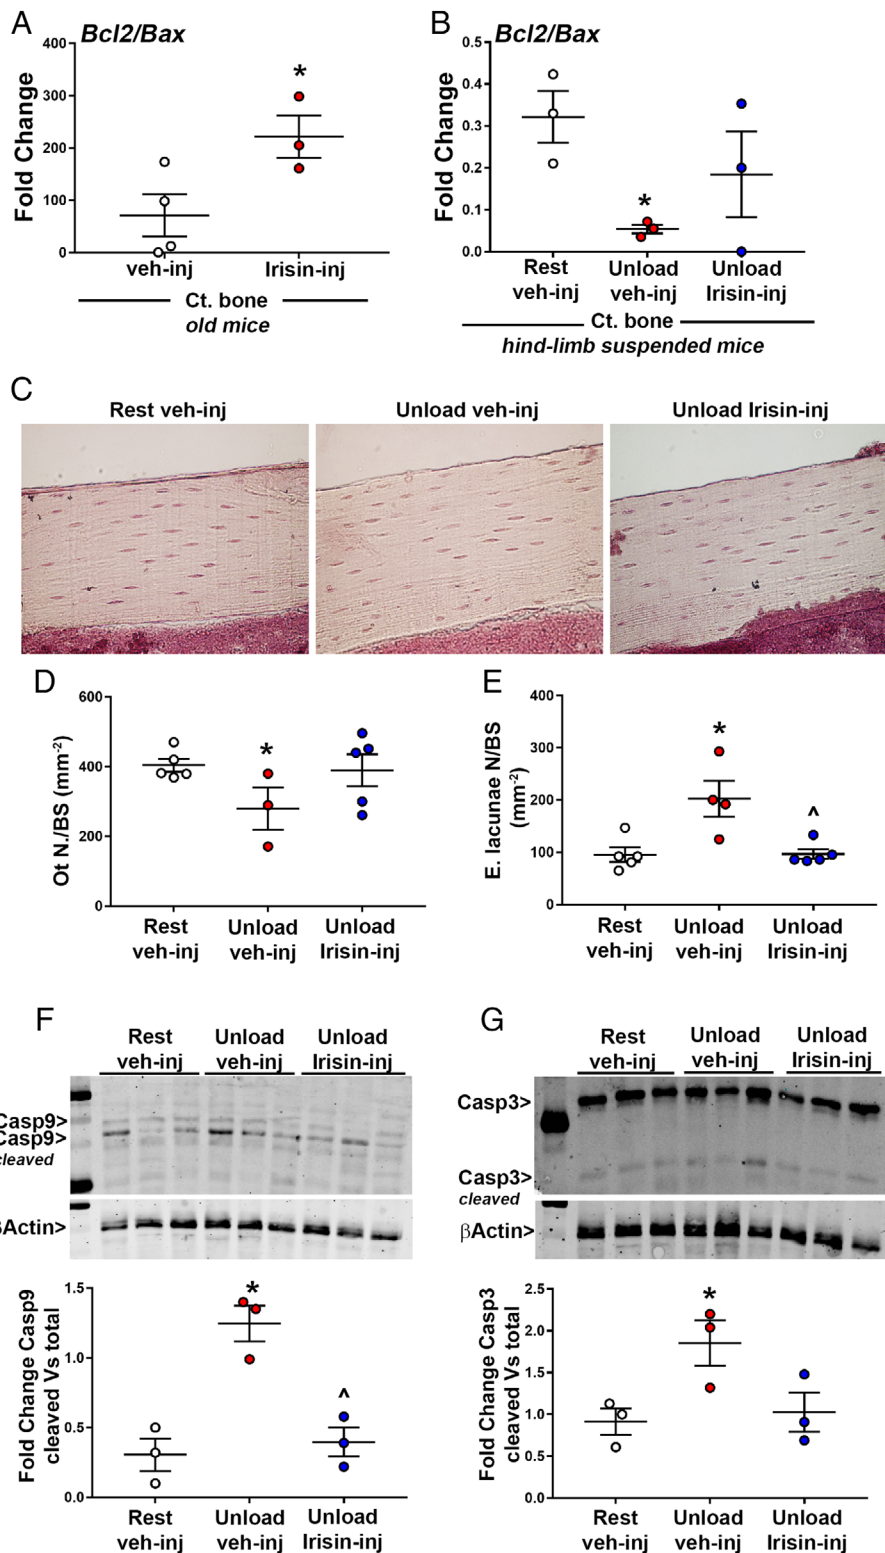 A
Bcl2/Bax
Fold Change
400
300
200
100
0
*
veh-inj
Irisin-inj
Ct. bone
old mice
B
Bcl2/Bax
Fold Change
0.5
0.4
0.3
0.2
0.1
0.0
*
Rest
veh-inj
Unload
veh-inj
Unload
Irisin-inj
Ct. bone
hind-limb suspended mice
C
Rest veh-inj
Unload veh-inj
Unload Irisin-inj
D
Ot N./BS (mm⁻²)
600
400
200
0
*
Rest
veh-inj
Unload
veh-inj
Unload
Irisin-inj
E
E. lacunae N/BS
(mm⁻²)
400
300
200
100
0
*
^
Rest
veh-inj
Unload
veh-inj
Unload
Irisin-inj
F
Rest
veh-inj
Unload
veh-inj
Unload
Irisin-inj
Casp9>
Casp9>
cleaved
βActin>
Fold Change Casp9
cleaved Vs total
1.5
1.0
0.5
0.0
*
^
Rest
veh-inj
Unload
veh-inj
Unload
Irisin-inj
G
Rest
veh-inj
Unload
veh-inj
Unload
Irisin-inj
Casp3>
Casp3>
cleaved
βActin>
Fold Change Casp3
cleaved Vs total
2.5
2.0
1.5
1.0
0.5
0.0
*
Rest
veh-inj
Unload
veh-inj
Unload
Irisin-inj